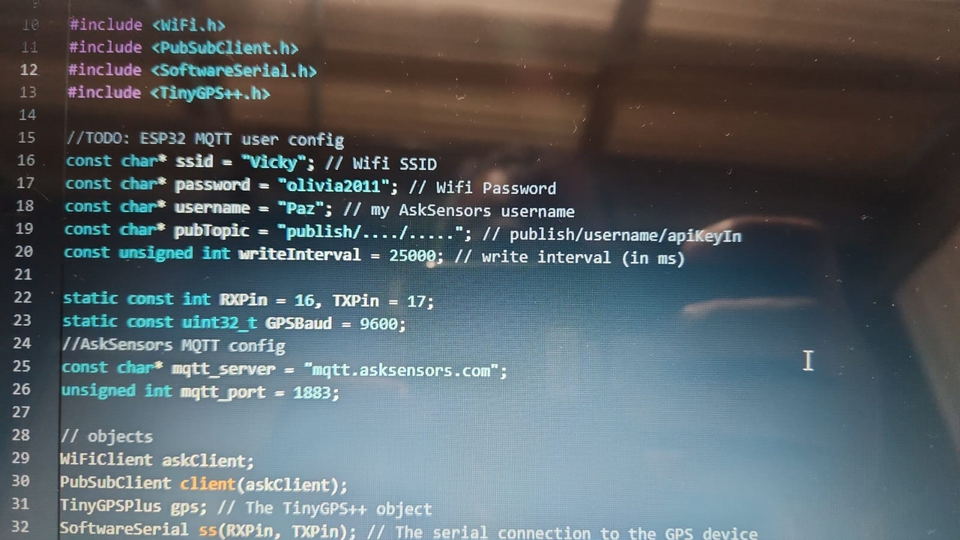 10 #include <WiFi.h>
11 #include <PubSubClient.h>
12 #include <SoftwareSerial.h>
13 #include <TinyGPS++.h>
14
15 //TODO: ESP32 MQTT user config
16 const char* ssid = "Vicky"; // Wifi SSID
17 const char* password = "olivia2011"; // Wifi Password
18 const char* username = "Paz"; // my AskSensors username
19 const char* pubTopic = "publish/..../....."; // publish/username/apiKeyIn
20 const unsigned int writeInterval = 25000; // write interval (in ms)
21
22 static const int RXPin = 16, TXPin = 17;
23 static const uint32_t GPSBaud = 9600;
24 //AskSensors MQTT config
25 const char* mqtt_server = "mqtt.asksensors.com";
26 unsigned int mqtt_port = 1883;
27
28 // objects
29 WiFiClient askClient;
30 PubSubClient client(askClient);
31 TinyGPSPlus gps; // The TinyGPS++ object
32 SoftwareSerial ss(RXPin, TXPin); // The serial connection to the GPS device